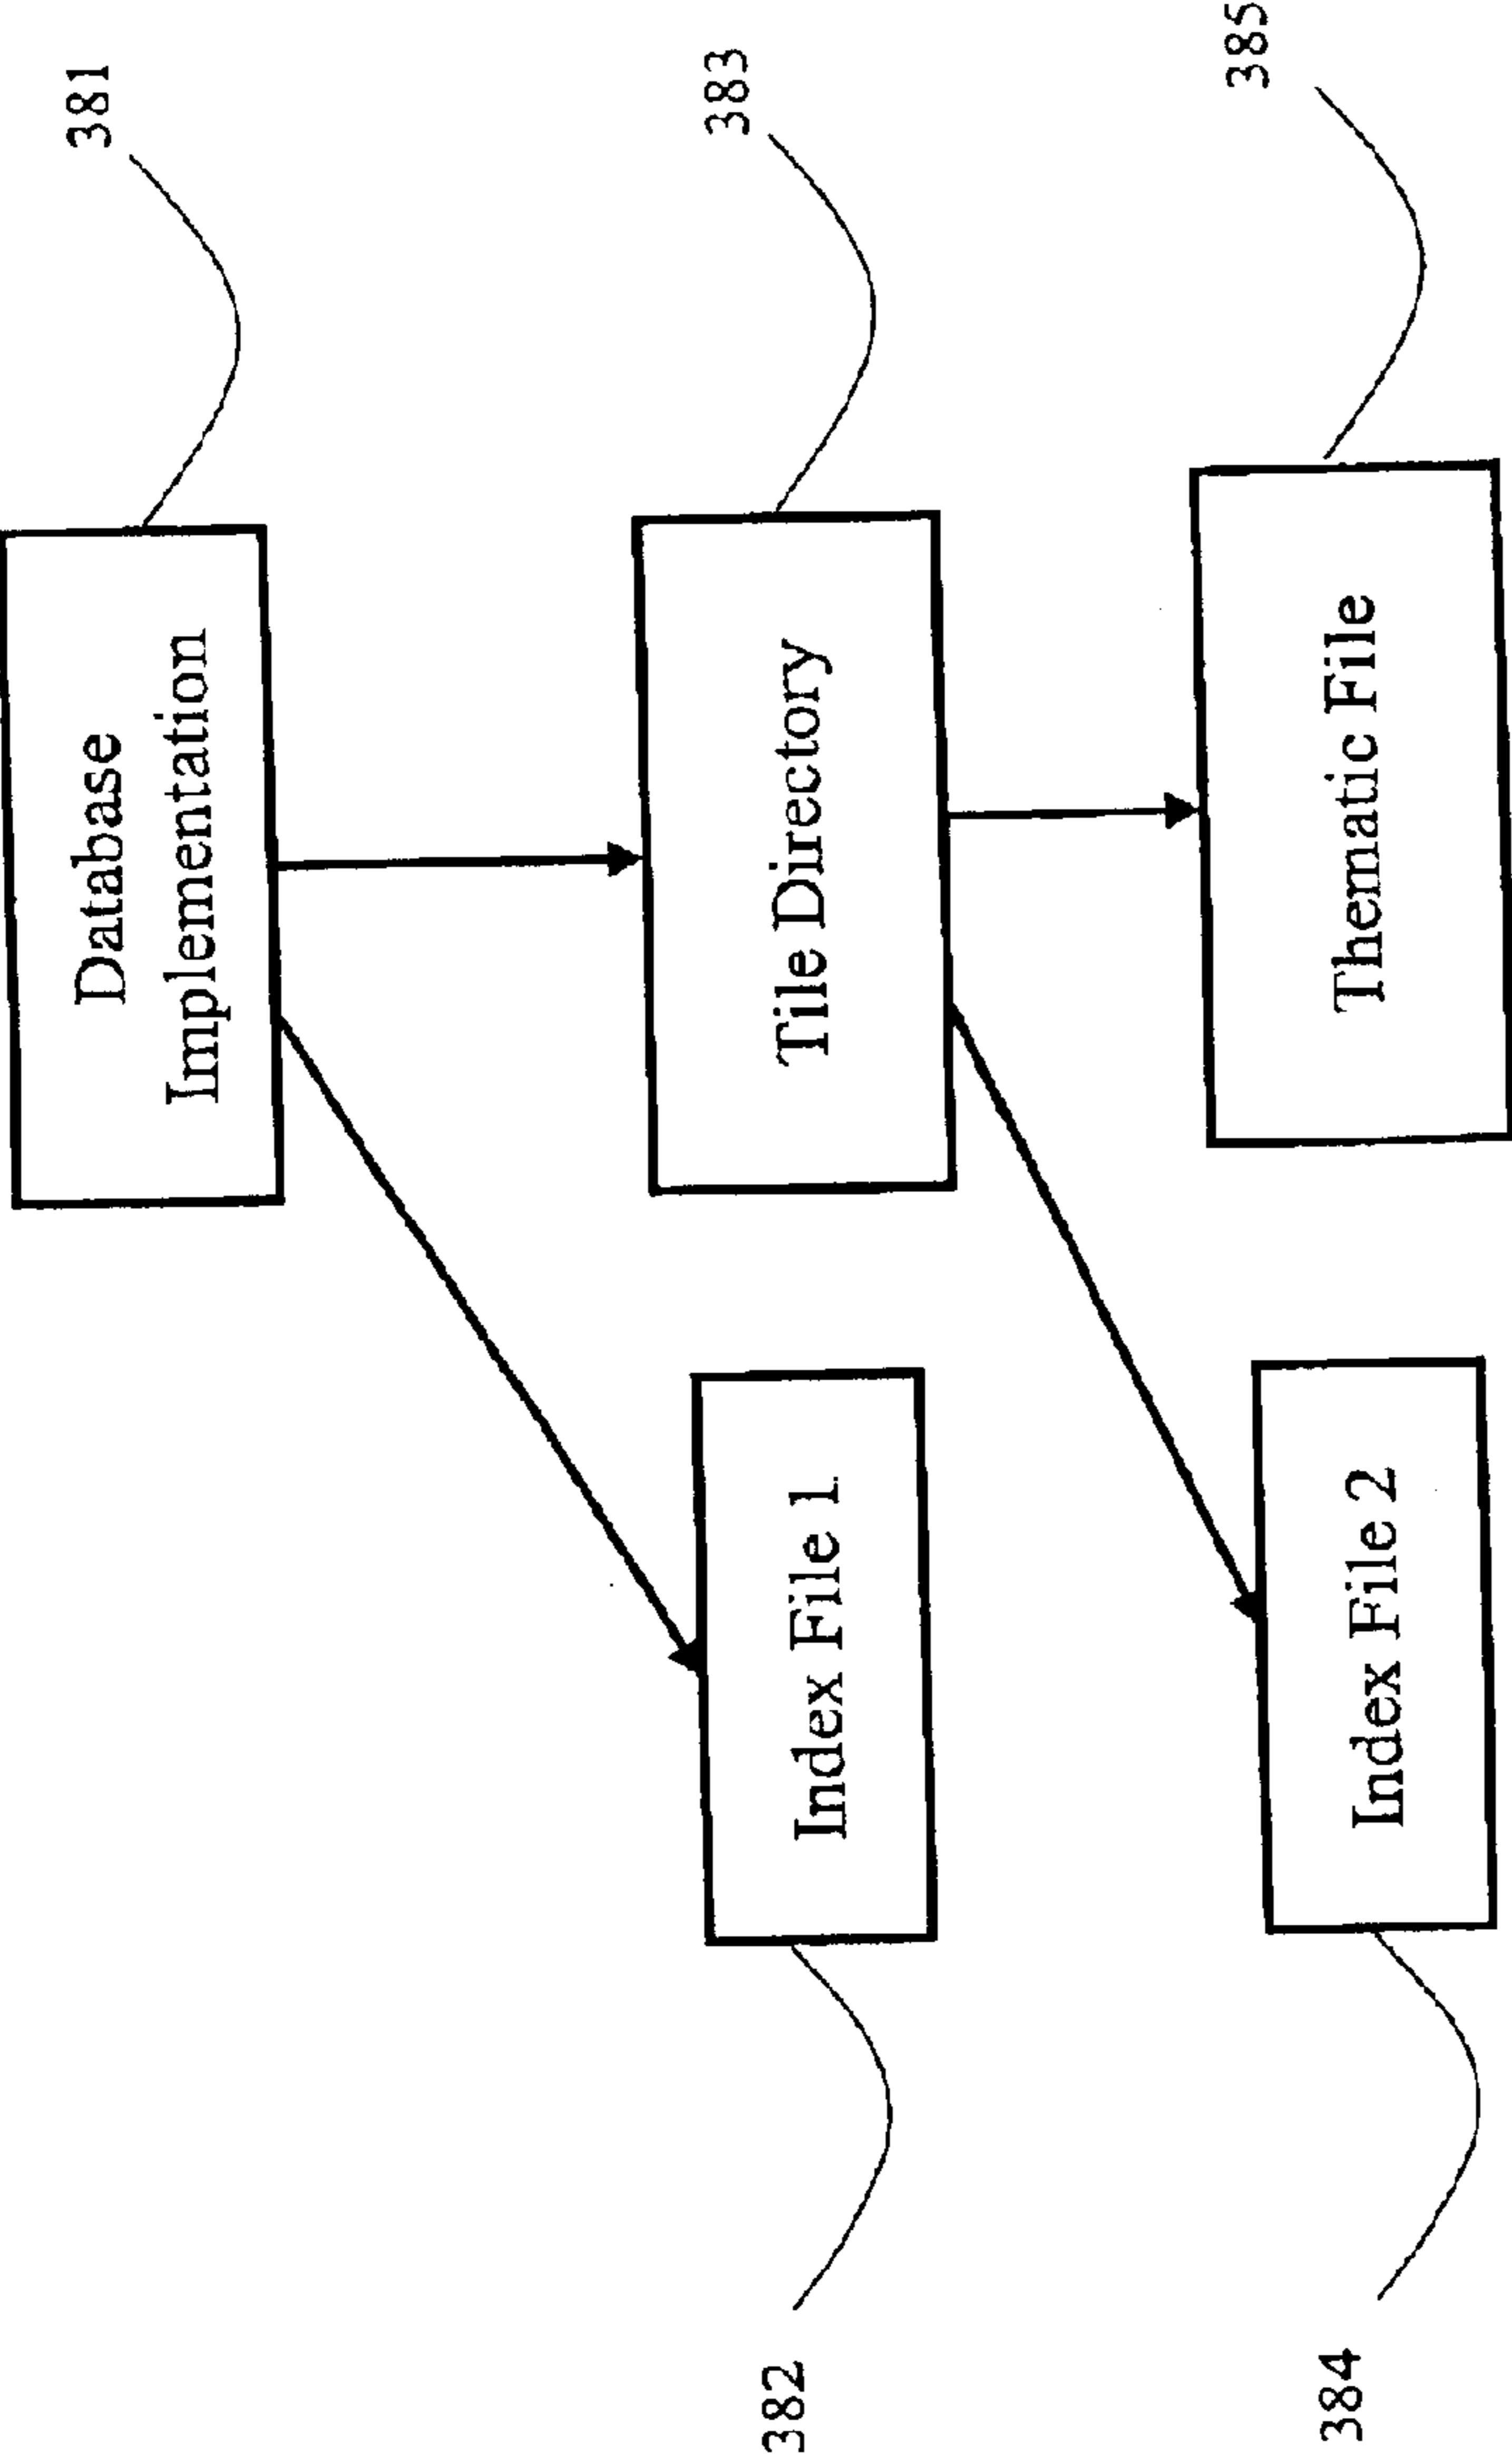 Database
Implementation
381
Index File 1
382
Tile Directory
383
Index File 2
384
Thematic File
385